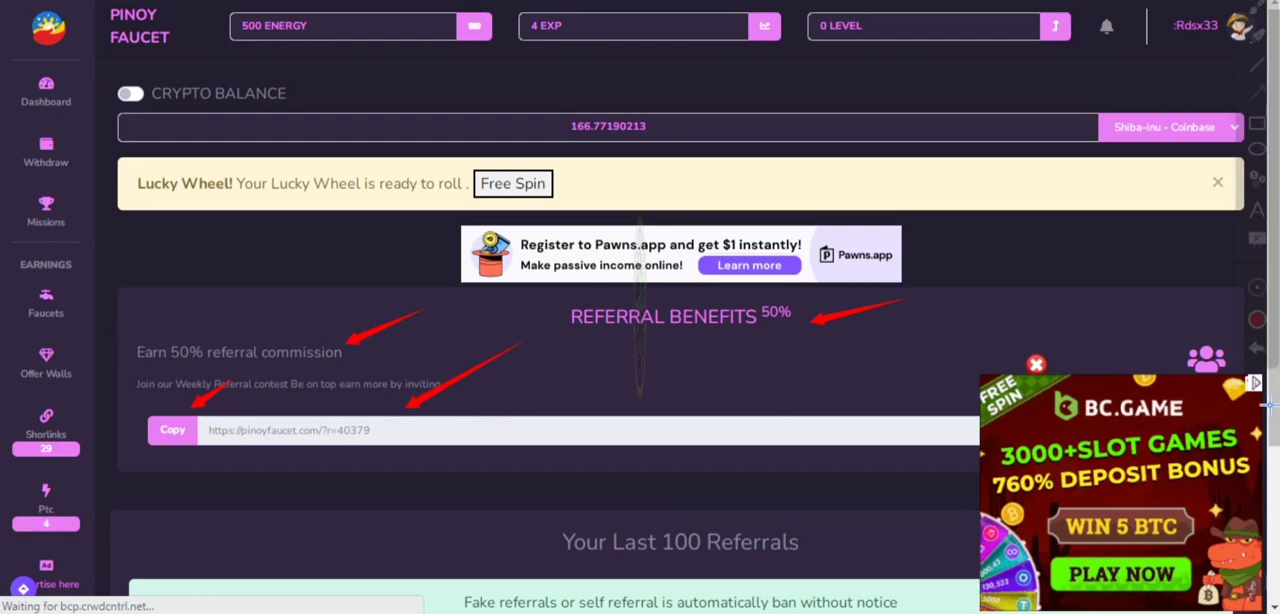 PINOY
FAUCET
500 ENERGY
4 EXP
0 LEVEL
:Rdsx33
Dashboard
Withdraw
Missions
EARNINGS
Faucets
Offer Walls
Shorlinks
29
Ptc
4
Ad
rtise here
CRYPTO BALANCE
166.77190213
Shiba-inu - Coinbase
Lucky Wheel! Your Lucky Wheel is ready to roll . Free Spin
Register to Pawns.app and get $1 instantly!
Make passive income online! Learn more
Pawns.app
REFERRAL BENEFITS 50%
Earn 50% referral commission
Join our Weekly Referral contest Be on top earn more by inviting
Copy
https://pinoyfaucet.com/?r=40379
FREE
SPIN
BC.GAME
3000+SLOT GAMES
760% DEPOSIT BONUS
WIN 5 BTC
PLAY NOW
Your Last 100 Referrals
Fake referrals or self referral is automatically ban without notice
Waiting for bcp.crwdcntrl.net...